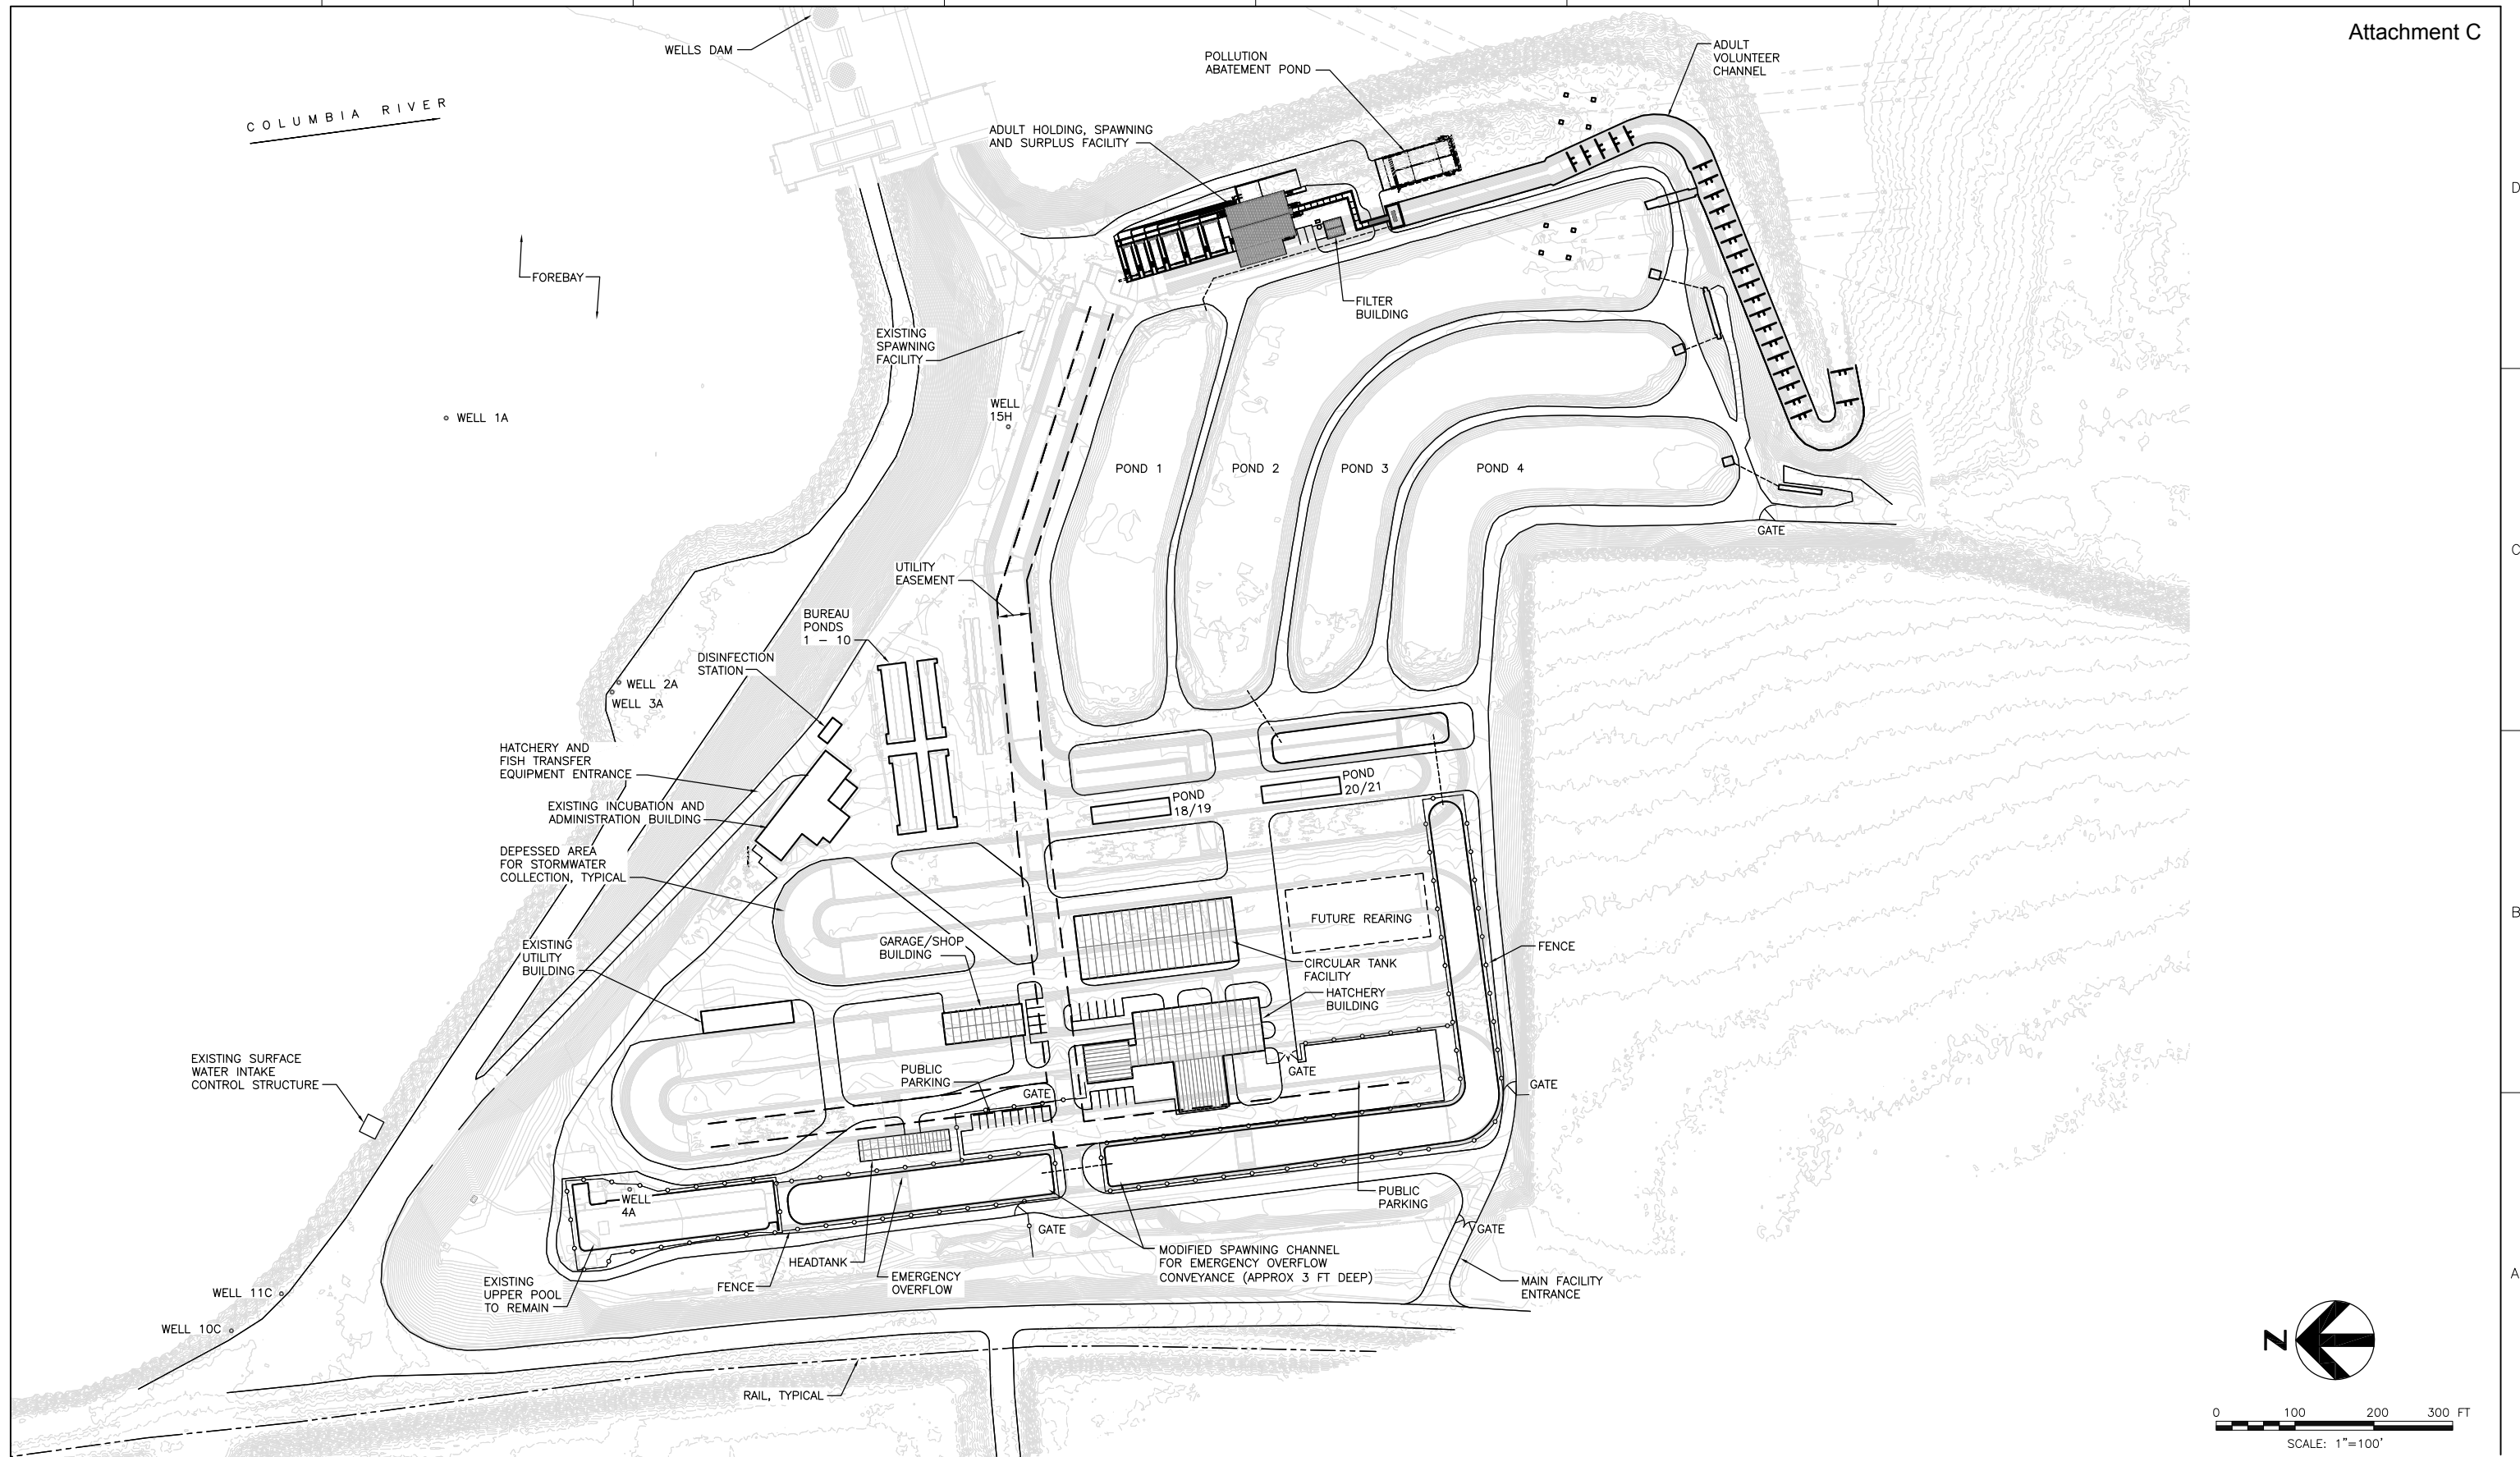 Attachment C
WELLS DAM
COLUMBIA RIVER
POLLUTION
ABATEMENT POND
ADULT
VOLUNTEER
CHANNEL
ADULT HOLDING, SPAWNING
AND SURPLUS FACILITY
D
FOREBAY
FILTER
BUILDING
EXISTING
SPAWNING
FACILITY
WELL 1A
WELL
15H
POND 1
POND 2
POND 3
POND 4
GATE
C
UTILITY
EASEMENT
BUREAU
PONDS
1 – 10
DISINFECTION
STATION
WELL 2A
WELL 3A
HATCHERY AND
FISH TRANSFER
EQUIPMENT ENTRANCE
POND
18/19
POND
20/21
EXISTING INCUBATION AND
ADMINISTRATION BUILDING
DEPESSED AREA
FOR STORMWATER
COLLECTION, TYPICAL
FUTURE REARING
B
EXISTING
UTILITY
BUILDING
GARAGE/SHOP
BUILDING
FENCE
CIRCULAR TANK
FACILITY
HATCHERY
BUILDING
EXISTING SURFACE
WATER INTAKE
CONTROL STRUCTURE
PUBLIC
PARKING
GATE
GATE
GATE
WELL
4A
PUBLIC
PARKING
GATE
GATE
HEADTANK
MODIFIED SPAWNING CHANNEL
FOR EMERGENCY OVERFLOW
CONVEYANCE (APPROX 3 FT DEEP)
FENCE
EMERGENCY
OVERFLOW
EXISTING
UPPER POOL
TO REMAIN
MAIN FACILITY
ENTRANCE
A
WELL 11C
WELL 10C
RAIL, TYPICAL
N
0 100 200 300 FT
SCALE: 1"=100'